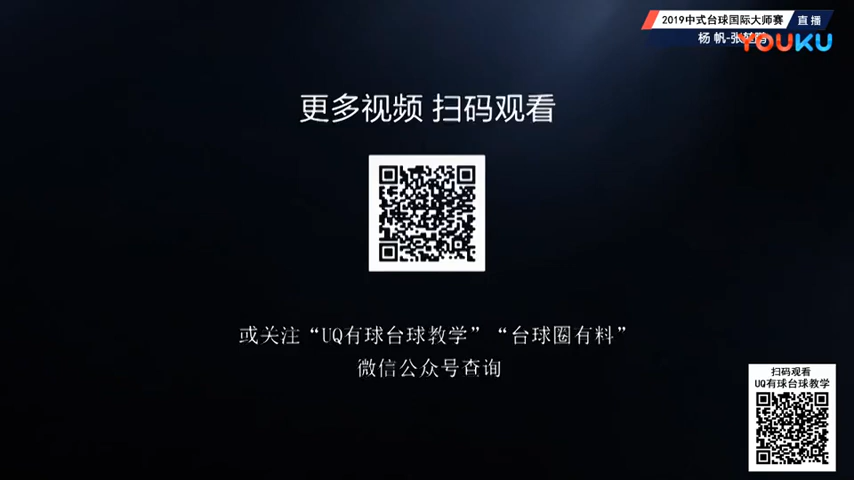 2019中式台球国际大师赛 直播
杨 帆-张
YOUKU
更多视频 扫码观看
或关注“UQ有球台球教学”“台球圈有料”
微信公众号查询
扫码观看
UQ有球台球教学